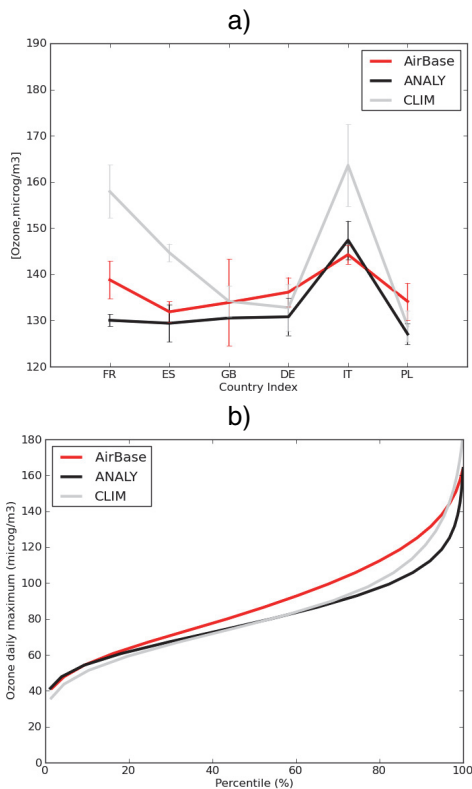 a)
190
180
170
160
150
140
130
120
[Ozone,microg/m3]
AirBase
ANALY
CLIM
FR ES GB DE IT PL
Country Index
b)
180
160
140
120
100
80
60
40
20
0
Ozone daily maximum (microg/m3)
AirBase
ANALY
CLIM
0 20 40 60 80 100
Percentile (%)